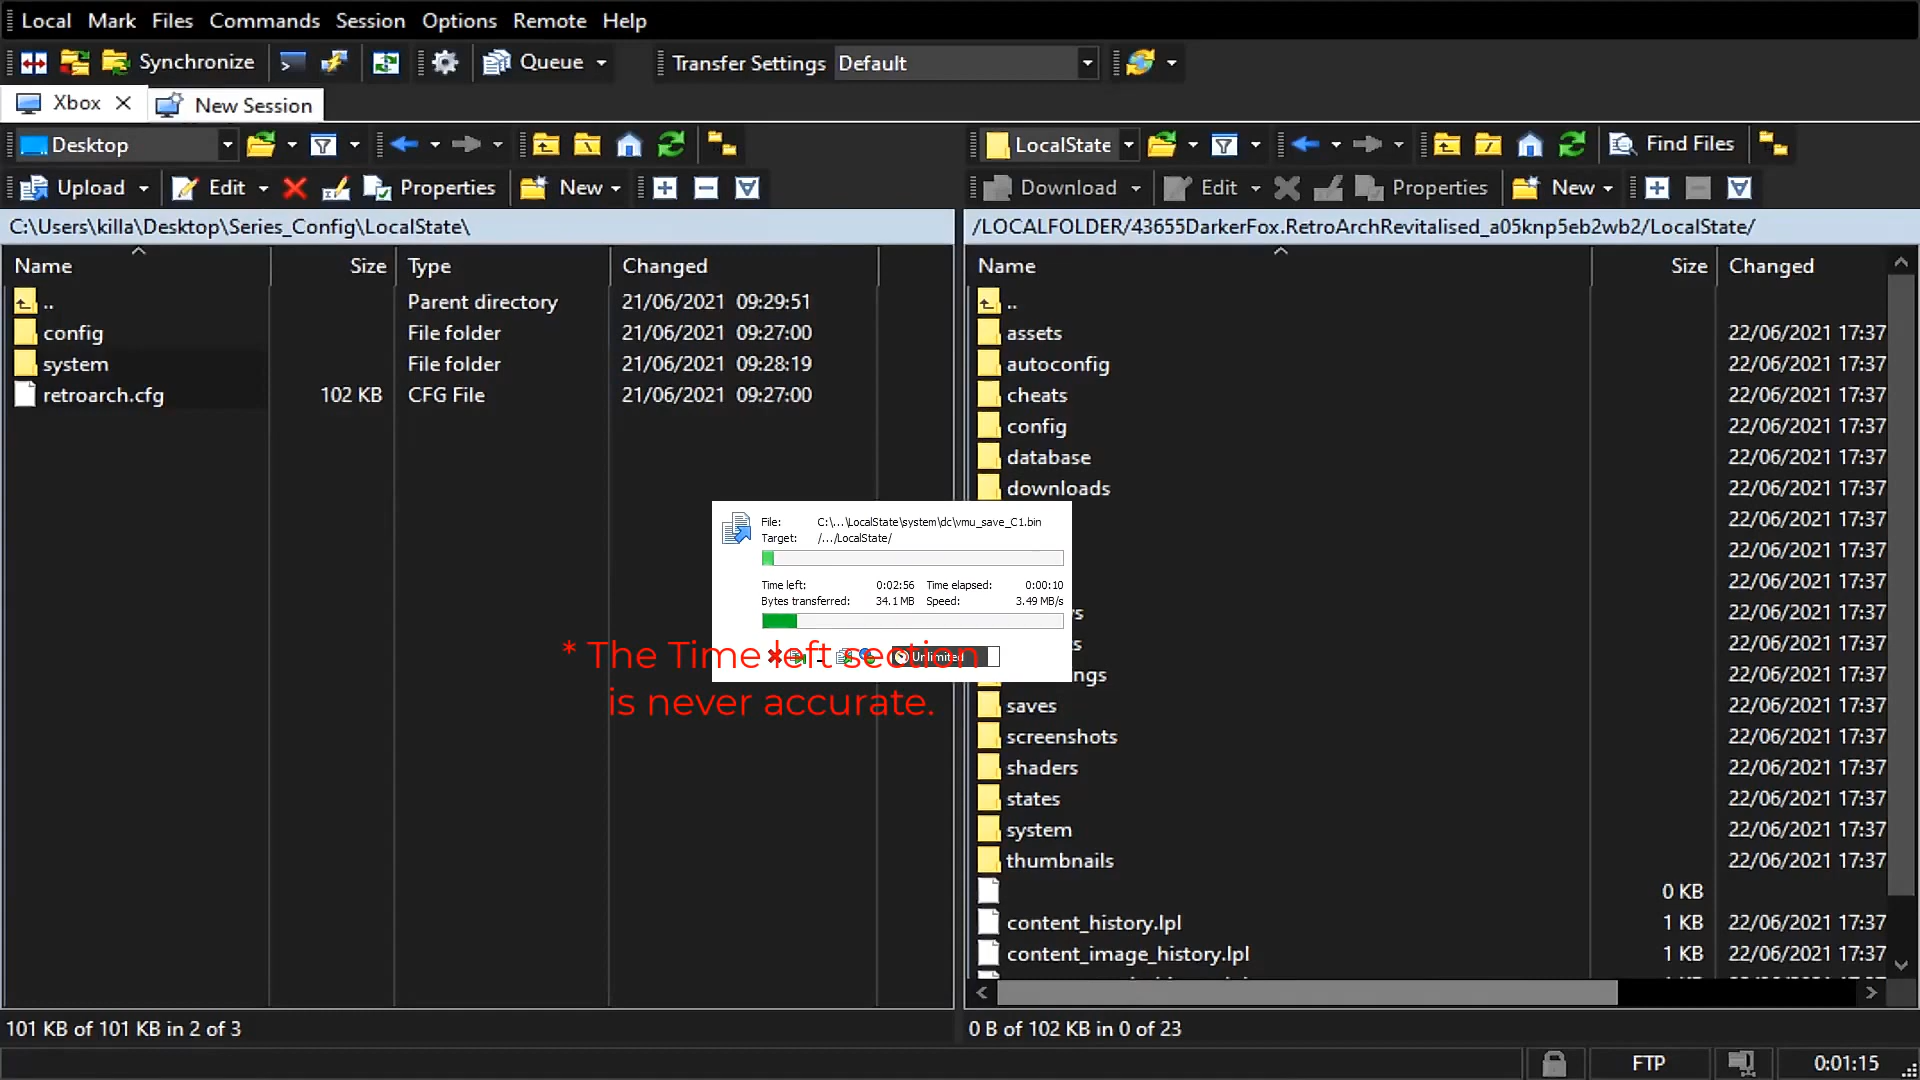 Local Mark Files Commands Session Options Remote Help
Synchronize Queue Transfer Settings Default
Xbox New Session
Desktop
LocalState Find Files
Upload Edit Properties New
Download Edit Properties New
C:\Users\killa\Desktop\Series_Config\LocalState\
/LOCALFOLDER/43655DarkerFox.RetroArchRevitalised_a05knp5eb2wb2/LocalState/
Name Size Type Changed
.. Parent directory 21/06/2021 09:29:51
config File folder 21/06/2021 09:27:00
system File folder 21/06/2021 09:28:19
retroarch.cfg 102 KB CFG File 21/06/2021 09:27:00
Name Size Changed
..
assets 22/06/2021 17:37
autoconfig 22/06/2021 17:37
cheats 22/06/2021 17:37
config 22/06/2021 17:37
database 22/06/2021 17:37
downloads 22/06/2021 17:37
22/06/2021 17:37
22/06/2021 17:37
22/06/2021 17:37
22/06/2021 17:37
ngs 22/06/2021 17:37
saves 22/06/2021 17:37
screenshots 22/06/2021 17:37
shaders 22/06/2021 17:37
states 22/06/2021 17:37
system 22/06/2021 17:37
thumbnails 22/06/2021 17:37
0 KB
content_history.lpl 1 KB 22/06/2021 17:37
content_image_history.lpl 1 KB 22/06/2021 17:37
File: C:\...\LocalState\system\dc\vmu_save_C1.bin
Target: /.../LocalState/
Time left: 0:02:56 Time elapsed: 0:00:10
Bytes transferred: 34.1 MB Speed: 3.49 MB/s
Unlimited
* The Time left section
is never accurate.
101 KB of 101 KB in 2 of 3
0 B of 102 KB in 0 of 23
FTP 0:01:15